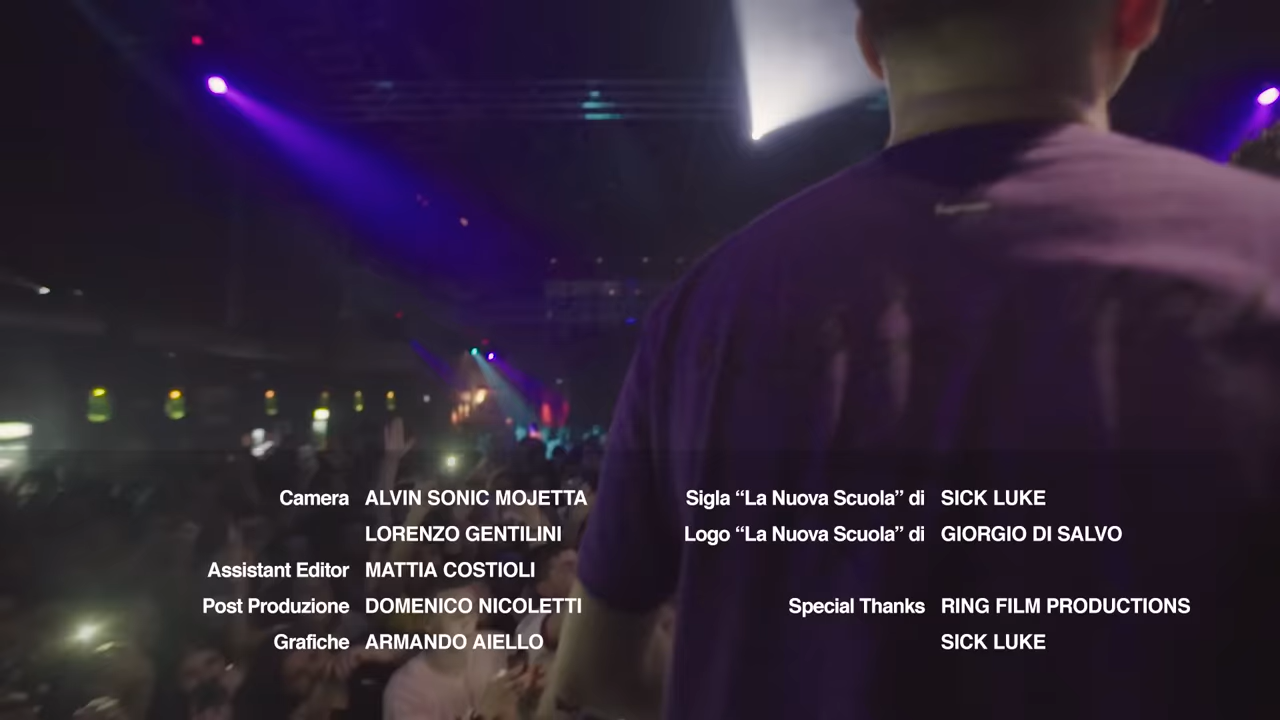 Camera ALVIN SONIC MOJETTA
LORENZO GENTILINI
Assistant Editor MATTIA COSTIOLI
Post Produzione DOMENICO NICOLETTI
Grafiche ARMANDO AIELLO
Sigla “La Nuova Scuola” di SICK LUKE
Logo “La Nuova Scuola” di GIORGIO DI SALVO
Special Thanks RING FILM PRODUCTIONS
SICK LUKE